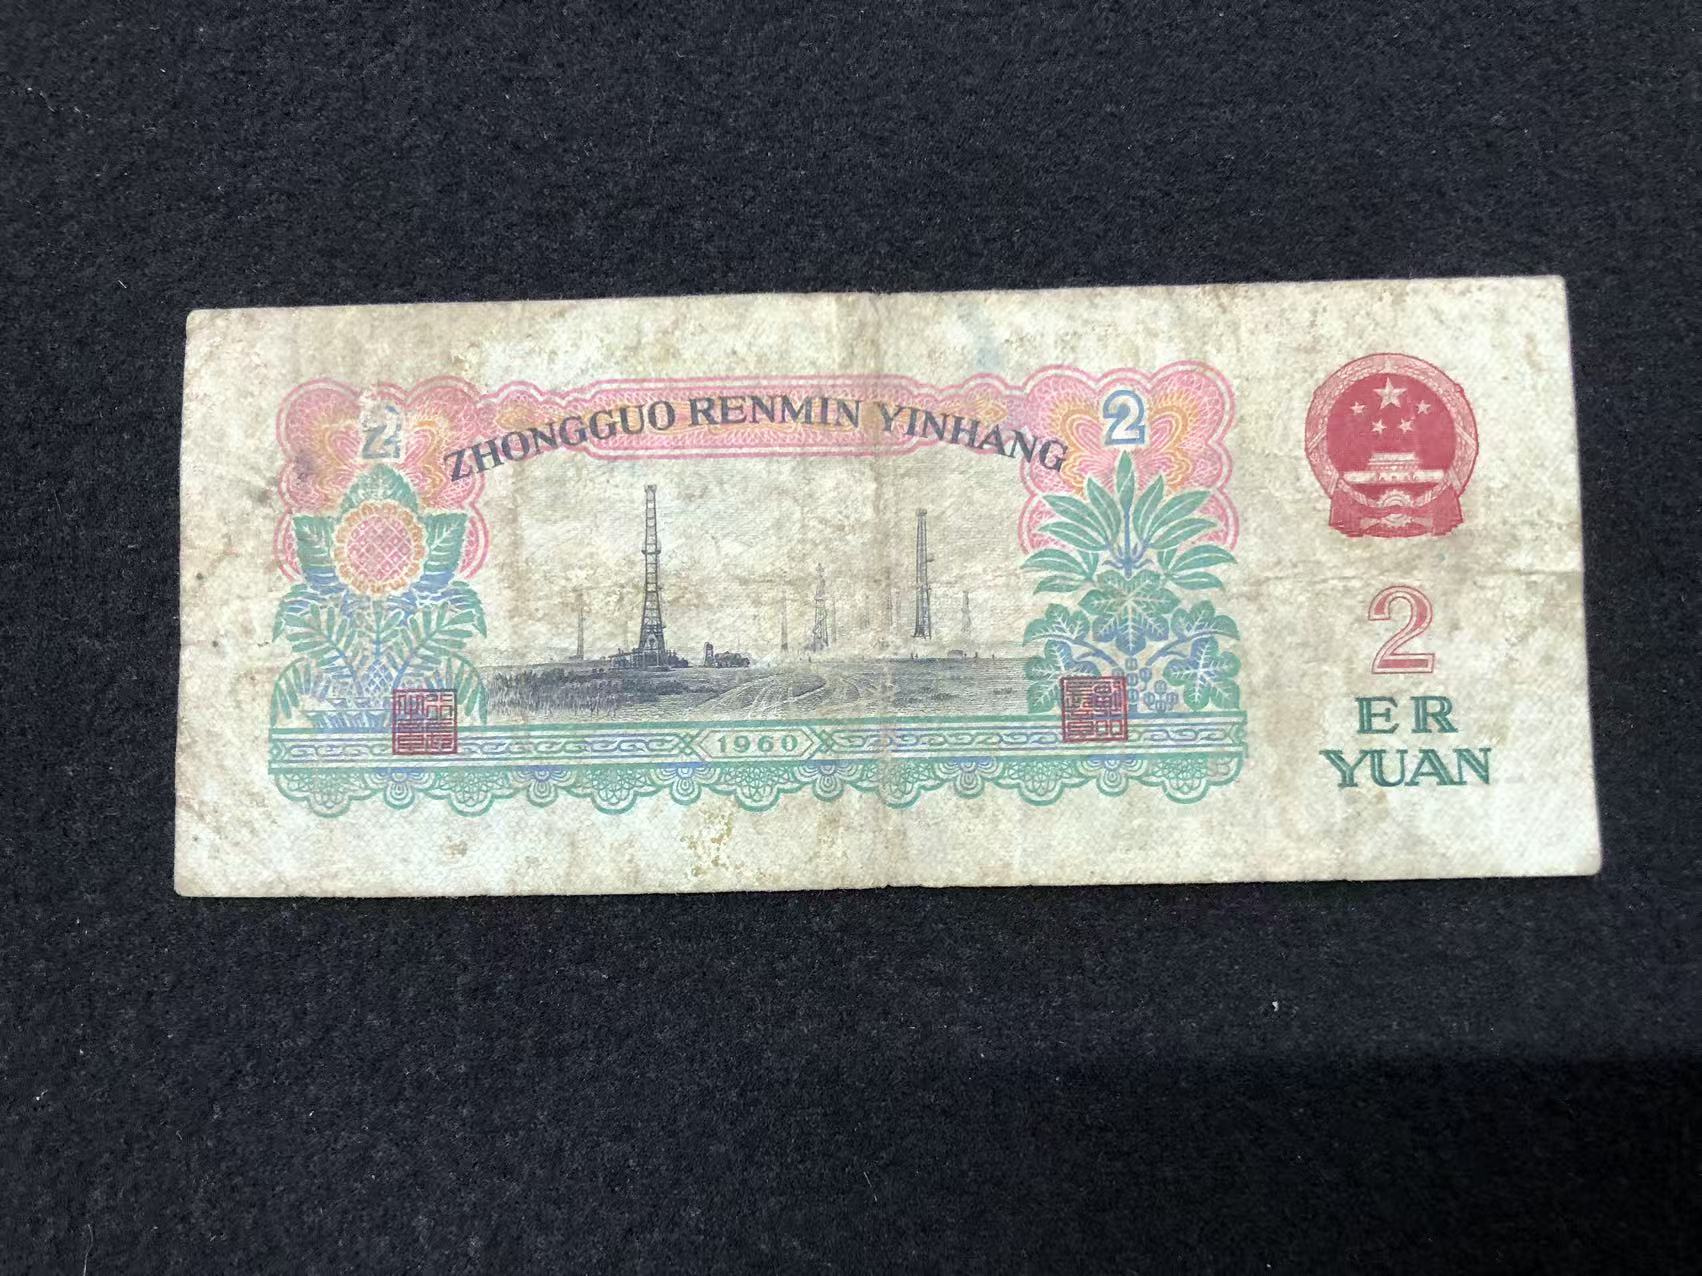 2
ZHONGGUO RENMIN YINHANG
2
1960
2
ER
YUAN